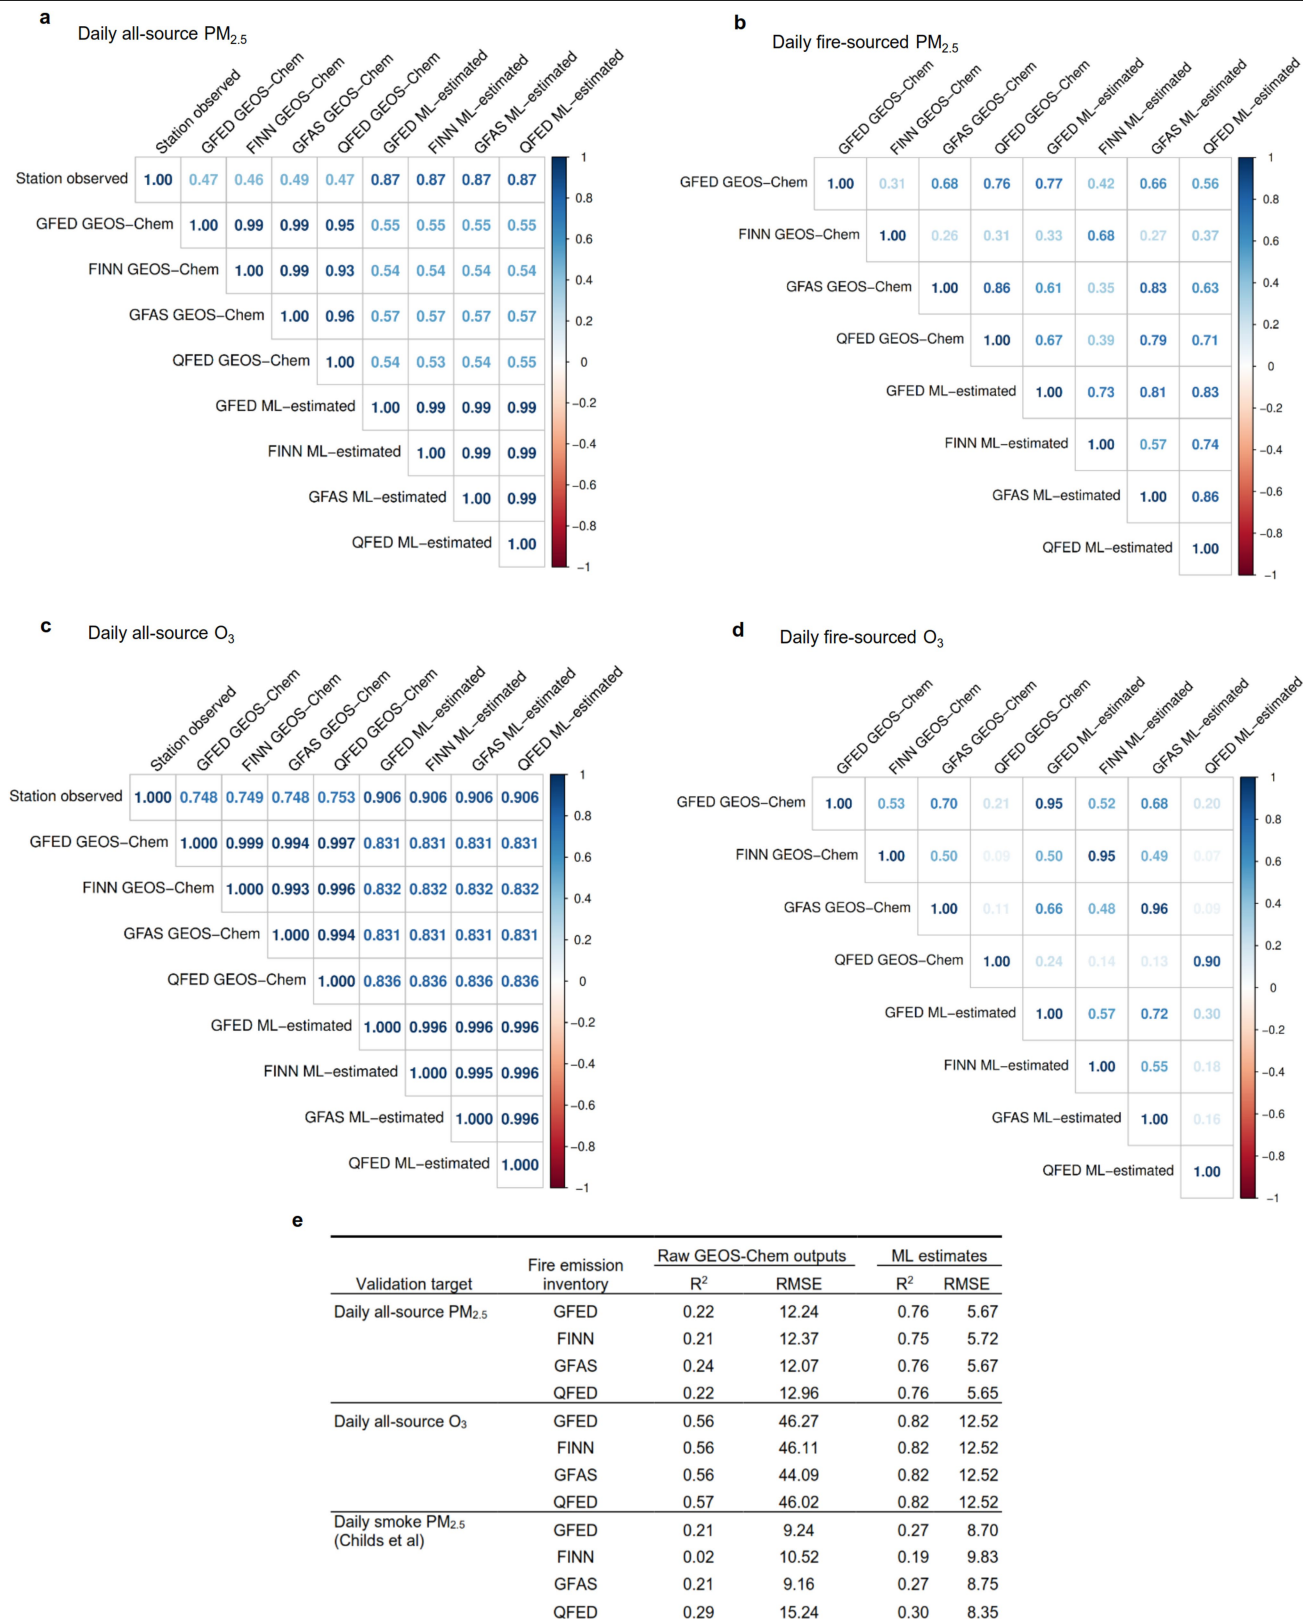 a
Daily all-source PM2.5
Station observed
GFED GEOS−Chem
FINN GEOS−Chem
GFAS GEOS−Chem
QFED GEOS−Chem
GFED ML−estimated
FINN ML−estimated
GFAS ML−estimated
QFED ML−estimated
Station observed 1.00 0.47 0.46 0.49 0.47 0.87 0.87 0.87 0.87
GFED GEOS−Chem 1.00 0.99 0.99 0.95 0.55 0.55 0.55 0.55
FINN GEOS−Chem 1.00 0.99 0.93 0.54 0.54 0.54 0.54
GFAS GEOS−Chem 1.00 0.96 0.57 0.57 0.57 0.57
QFED GEOS−Chem 1.00 0.54 0.53 0.54 0.55
GFED ML−estimated 1.00 0.99 0.99 0.99
FINN ML−estimated 1.00 0.99 0.99
GFAS ML−estimated 1.00 0.99
QFED ML−estimated 1.00
1
0.8
0.6
0.4
0.2
0
−0.2
−0.4
−0.6
−0.8
−1
b
Daily fire-sourced PM2.5
GFED GEOS−Chem
FINN GEOS−Chem
GFAS GEOS−Chem
QFED GEOS−Chem
GFED ML−estimated
FINN ML−estimated
GFAS ML−estimated
QFED ML−estimated
GFED GEOS−Chem 1.00 0.31 0.68 0.76 0.77 0.42 0.66 0.56
FINN GEOS−Chem 1.00 0.26 0.31 0.33 0.68 0.27 0.37
GFAS GEOS−Chem 1.00 0.86 0.61 0.35 0.83 0.63
QFED GEOS−Chem 1.00 0.67 0.39 0.79 0.71
GFED ML−estimated 1.00 0.73 0.81 0.83
FINN ML−estimated 1.00 0.57 0.74
GFAS ML−estimated 1.00 0.86
QFED ML−estimated 1.00
1
0.8
0.6
0.4
0.2
0
−0.2
−0.4
−0.6
−0.8
−1
c
Daily all-source O3
Station observed
GFED GEOS−Chem
FINN GEOS−Chem
GFAS GEOS−Chem
QFED GEOS−Chem
GFED ML−estimated
FINN ML−estimated
GFAS ML−estimated
QFED ML−estimated
Station observed 1.000 0.748 0.749 0.748 0.753 0.906 0.906 0.906 0.906
GFED GEOS−Chem 1.000 0.999 0.994 0.997 0.831 0.831 0.831 0.831
FINN GEOS−Chem 1.000 0.993 0.996 0.832 0.832 0.832 0.832
GFAS GEOS−Chem 1.000 0.994 0.831 0.831 0.831 0.831
QFED GEOS−Chem 1.000 0.836 0.836 0.836 0.836
GFED ML−estimated 1.000 0.996 0.996 0.996
FINN ML−estimated 1.000 0.995 0.996
GFAS ML−estimated 1.000 0.996
QFED ML−estimated 1.000
1
0.8
0.6
0.4
0.2
0
−0.2
−0.4
−0.6
−0.8
−1
d
Daily fire-sourced O3
GFED GEOS−Chem
FINN GEOS−Chem
GFAS GEOS−Chem
QFED GEOS−Chem
GFED ML−estimated
FINN ML−estimated
GFAS ML−estimated
QFED ML−estimated
GFED GEOS−Chem 1.00 0.53 0.70 0.21 0.95 0.52 0.68 0.20
FINN GEOS−Chem 1.00 0.50 0.09 0.50 0.95 0.49 0.07
GFAS GEOS−Chem 1.00 0.11 0.66 0.48 0.96 0.09
QFED GEOS−Chem 1.00 0.24 0.14 0.13 0.90
GFED ML−estimated 1.00 0.57 0.72 0.30
FINN ML−estimated 1.00 0.55 0.18
GFAS ML−estimated 1.00 0.16
QFED ML−estimated 1.00
1
0.8
0.6
0.4
0.2
0
−0.2
−0.4
−0.6
−0.8
−1
e
Raw GEOS-Chem outputs ML estimates
Validation target Fire emission inventory R2 RMSE R2 RMSE
Daily all-source PM2.5 GFED 0.22 12.24 0.76 5.67
FINN 0.21 12.37 0.75 5.72
GFAS 0.24 12.07 0.76 5.67
QFED 0.22 12.96 0.76 5.65
Daily all-source O3 GFED 0.56 46.27 0.82 12.52
FINN 0.56 46.11 0.82 12.52
GFAS 0.56 44.09 0.82 12.52
QFED 0.57 46.02 0.82 12.52
Daily smoke PM2.5 (Childs et al) GFED 0.21 9.24 0.27 8.70
FINN 0.02 10.52 0.19 9.83
GFAS 0.21 9.16 0.27 8.75
QFED 0.29 15.24 0.30 8.35